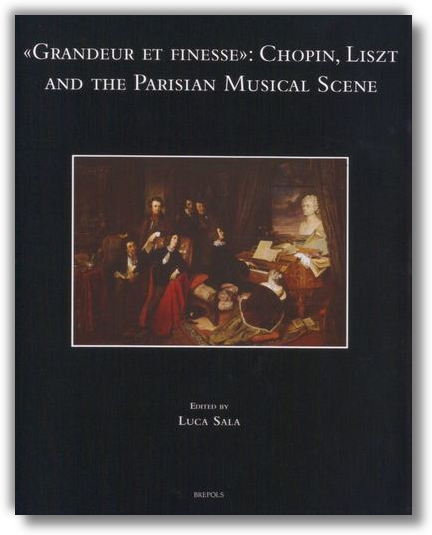 «GRANDEUR ET FINESSE»: CHOPIN, LISZT
AND THE PARISIAN MUSICAL SCENE
EDITED BY
LUCA SALA
BREPOLS